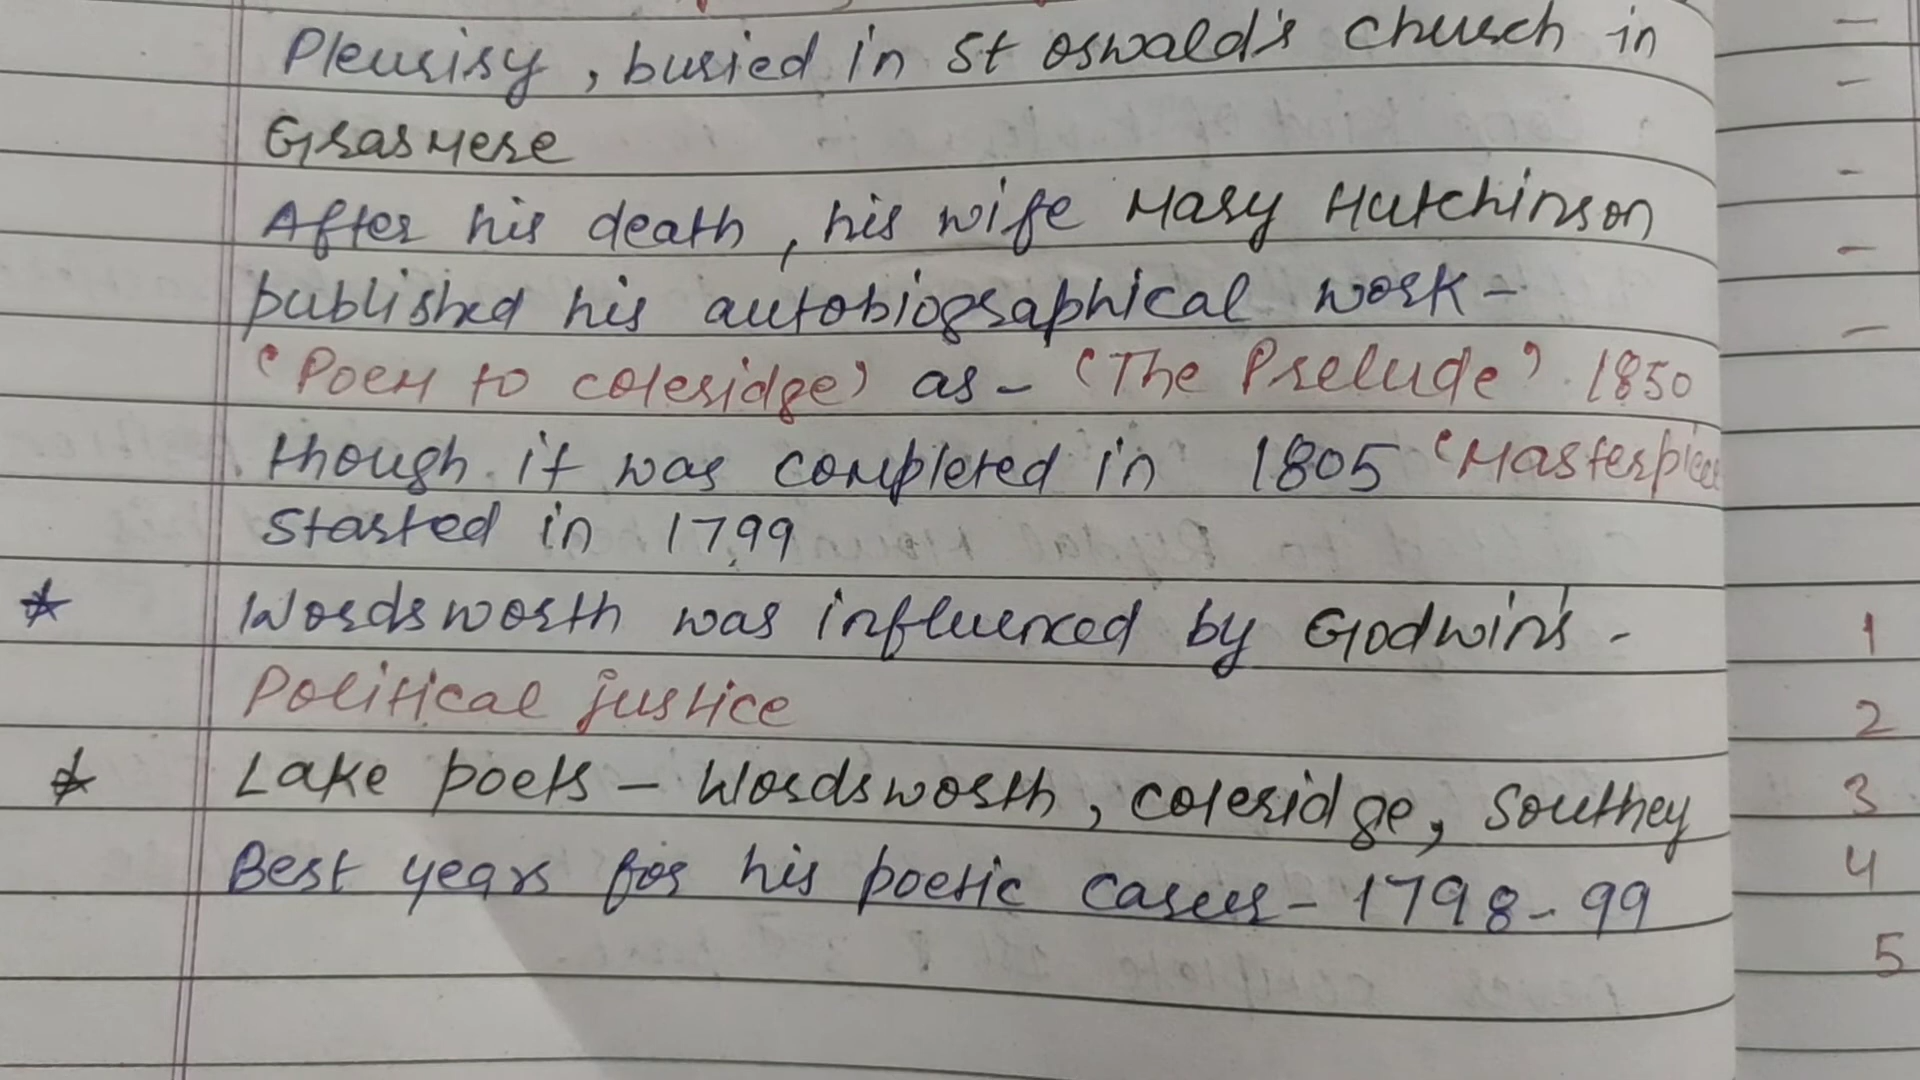 Pleurisy, buried in St Oswald's Church in
Grasmere
After his death, his wife Mary Hutchinson
published his autobiographical work -
'Poem to Coleridge' as - 'The Prelude' 1850
though it was completed in 1805 'Masterpiece
Started in 1799
★ Wordsworth was influenced by Godwin's -
Political justice
★ Lake poets - Wordsworth, Coleridge, Southey
Best years for his poetic career - 1798-99
1
2
3
4
5